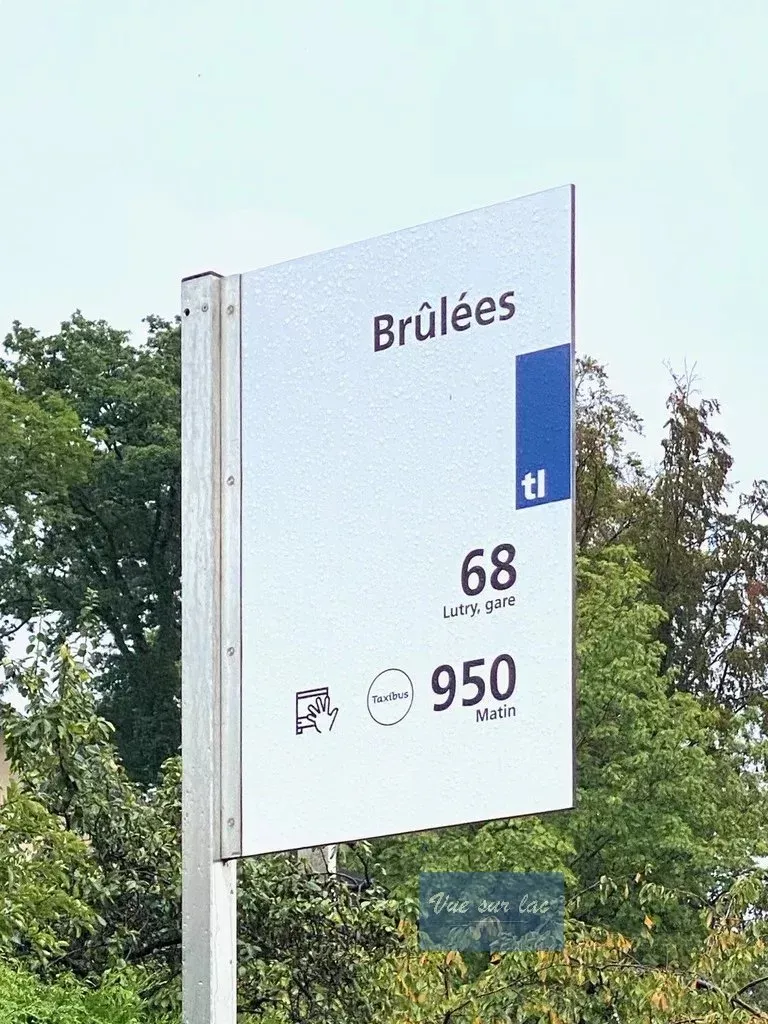 Brûlées
tl
68
Lutry, gare
Taxibus
950
Matin
Vue sur lac